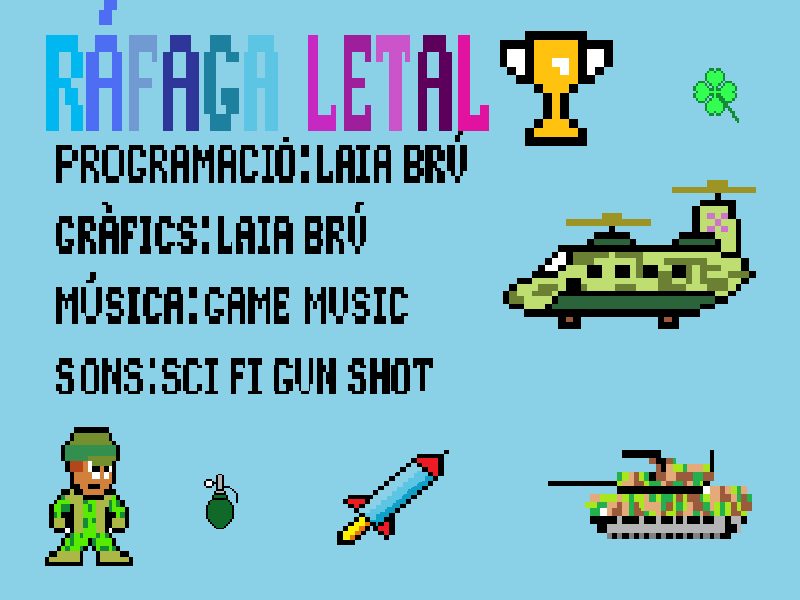 RÁFAGA LETAL
PROGRAMACIÓ: LAIA BRÚ
GRÀFICS: LAIA BRÚ
MÚSICA: GAME MUSIC
SONS: SCI FI GUN SHOT